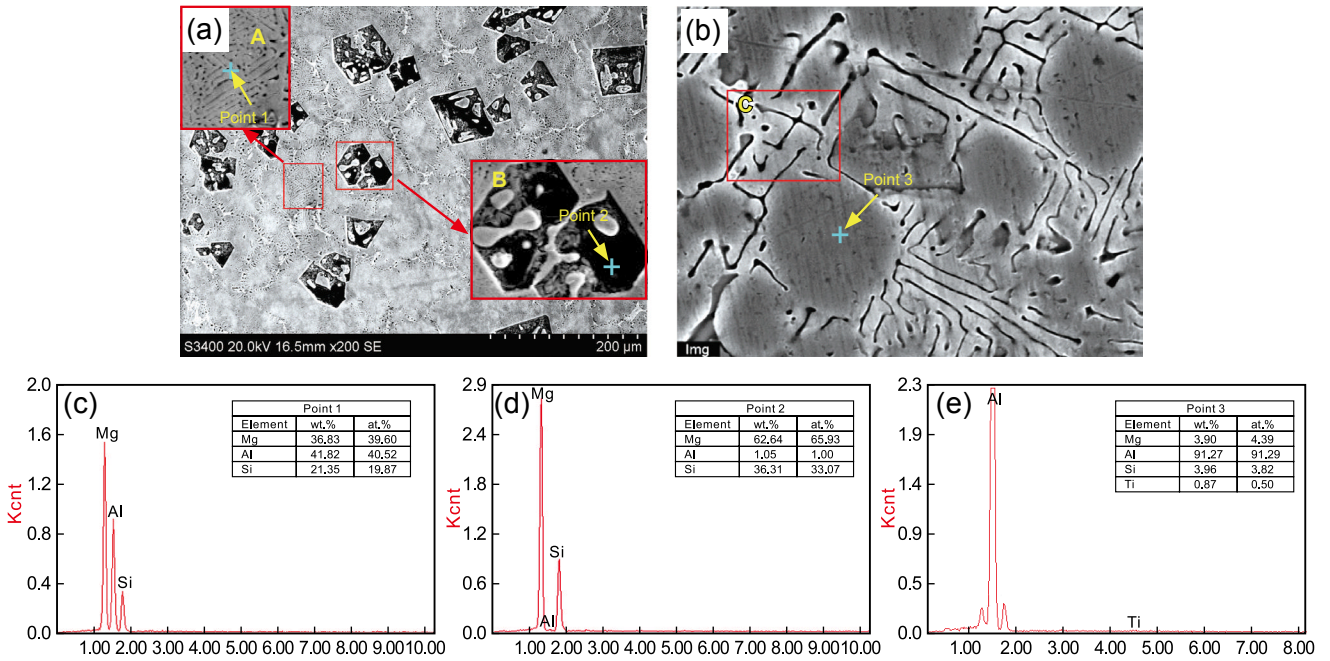 (a)
A
Point 1
B
Point 2
S3400 20.0kV 16.5mm x200 SE 200 μm
(b)
C
Point 3
Img
(c)
Kcnt
2.0
1.6
1.2
0.8
0.4
0.0
Mg
Al
Si
Point 1
Element wt.% at.%
Mg 36.83 39.60
Al 41.82 40.52
Si 21.35 19.87
1.00 2.00 3.00 4.00 5.00 6.00 7.00 8.00 9.00 10.00
(d)
Kcnt
2.9
2.3
1.7
1.2
0.6
0.0
Mg
Al
Si
Point 2
Element wt.% at.%
Mg 62.64 65.93
Al 1.05 1.00
Si 36.31 33.07
1.00 2.00 3.00 4.00 5.00 6.00 7.00 8.00 9.00 10.00
(e)
Kcnt
2.3
1.9
1.4
0.9
0.5
0.0
Al
Ti
Point 3
Element wt.% at.%
Mg 3.90 4.39
Al 91.27 91.29
Si 3.96 3.82
Ti 0.87 0.50
1.00 2.00 3.00 4.00 5.00 6.00 7.00 8.00